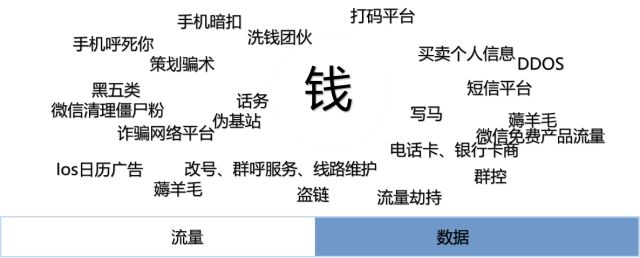 打码平台
手机暗扣
洗钱团伙
手机呼死你
买卖个人信息
DDOS
策划骗术
钱
短信平台
黑五类
话务
微信清理僵尸粉
写马
薅羊毛
伪基站
诈骗网络平台
微信免费产品流量
电话卡、银行卡商
Ios日历广告
改号、群呼服务、线路维护
群控
薅羊毛
盗链
流量劫持
流量
数据